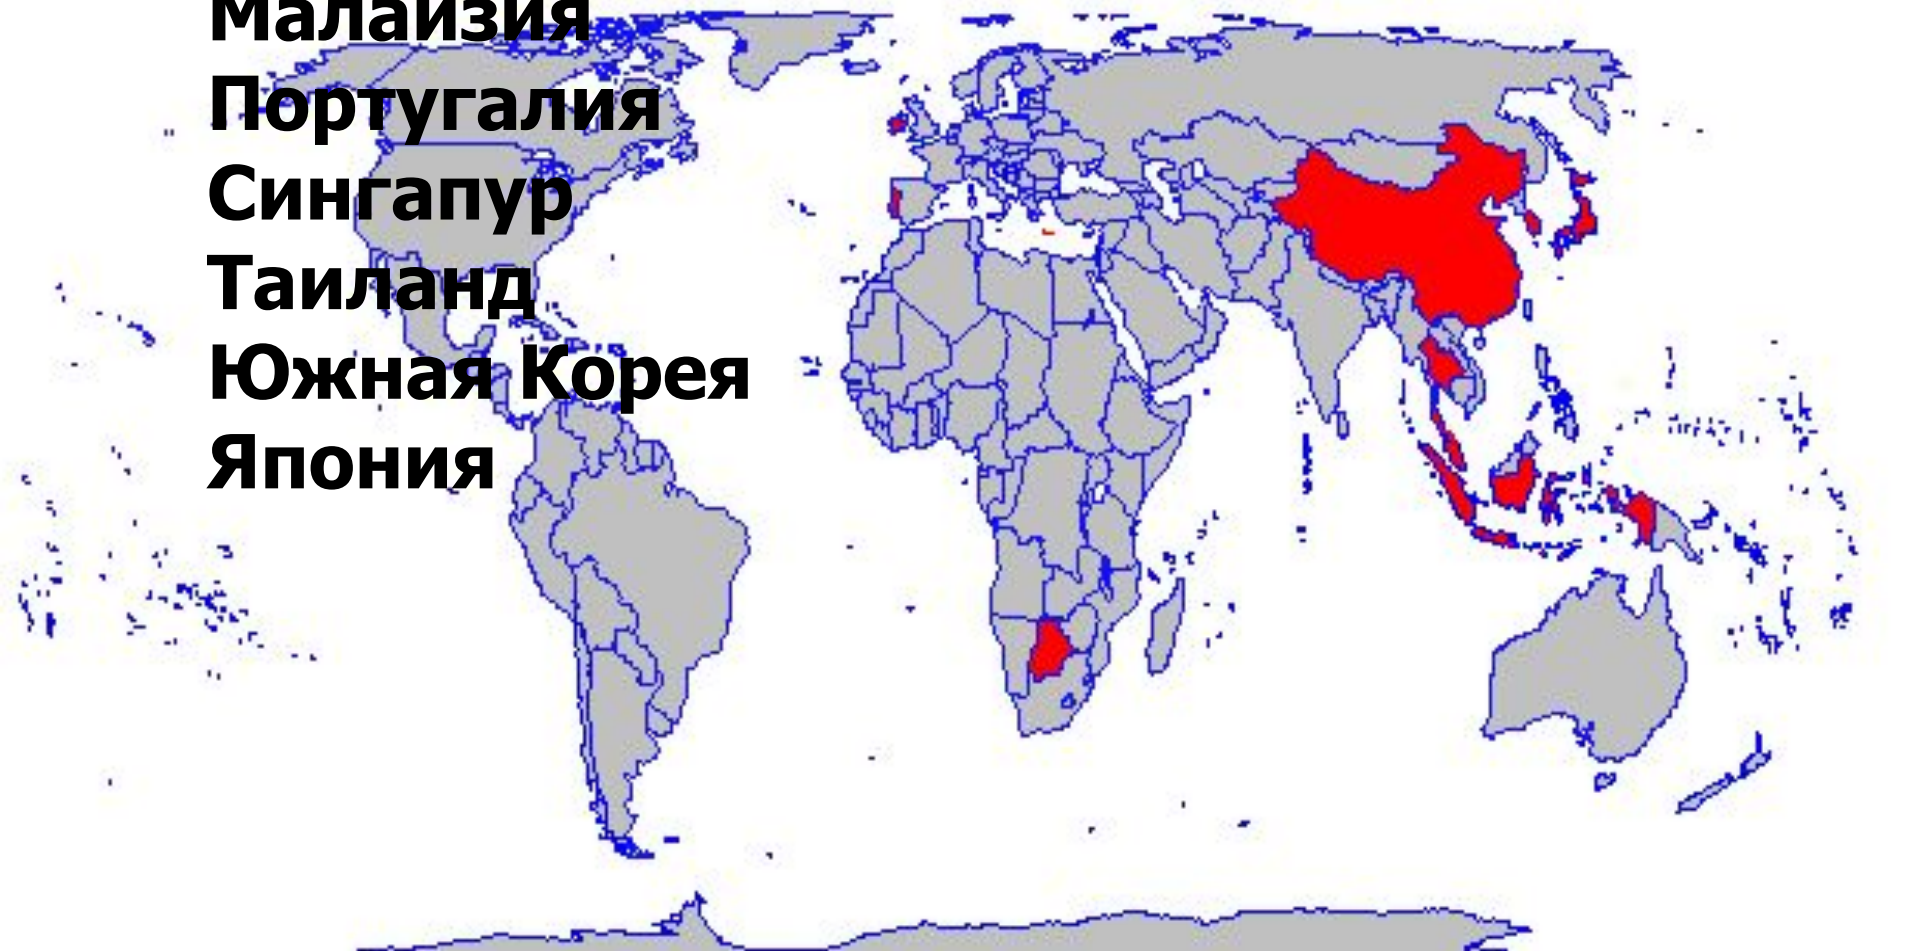 Малайзия
Португалия
Сингапур
Таиланд
Южная Корея
Япония